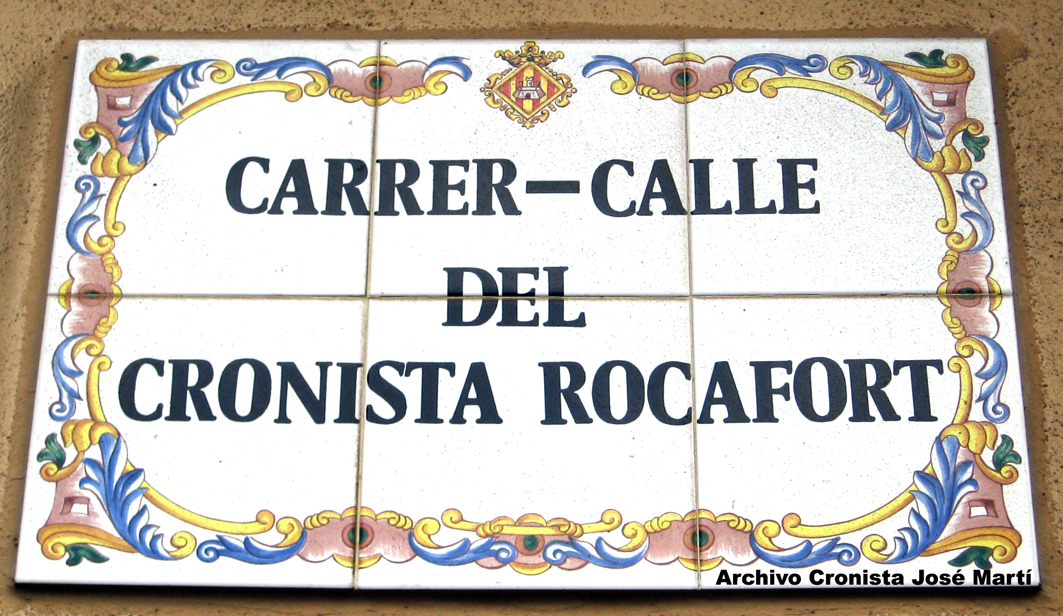 CARRER-CALLE
DEL
CRONISTA ROCAFORT
Archivo Cronista José Martí